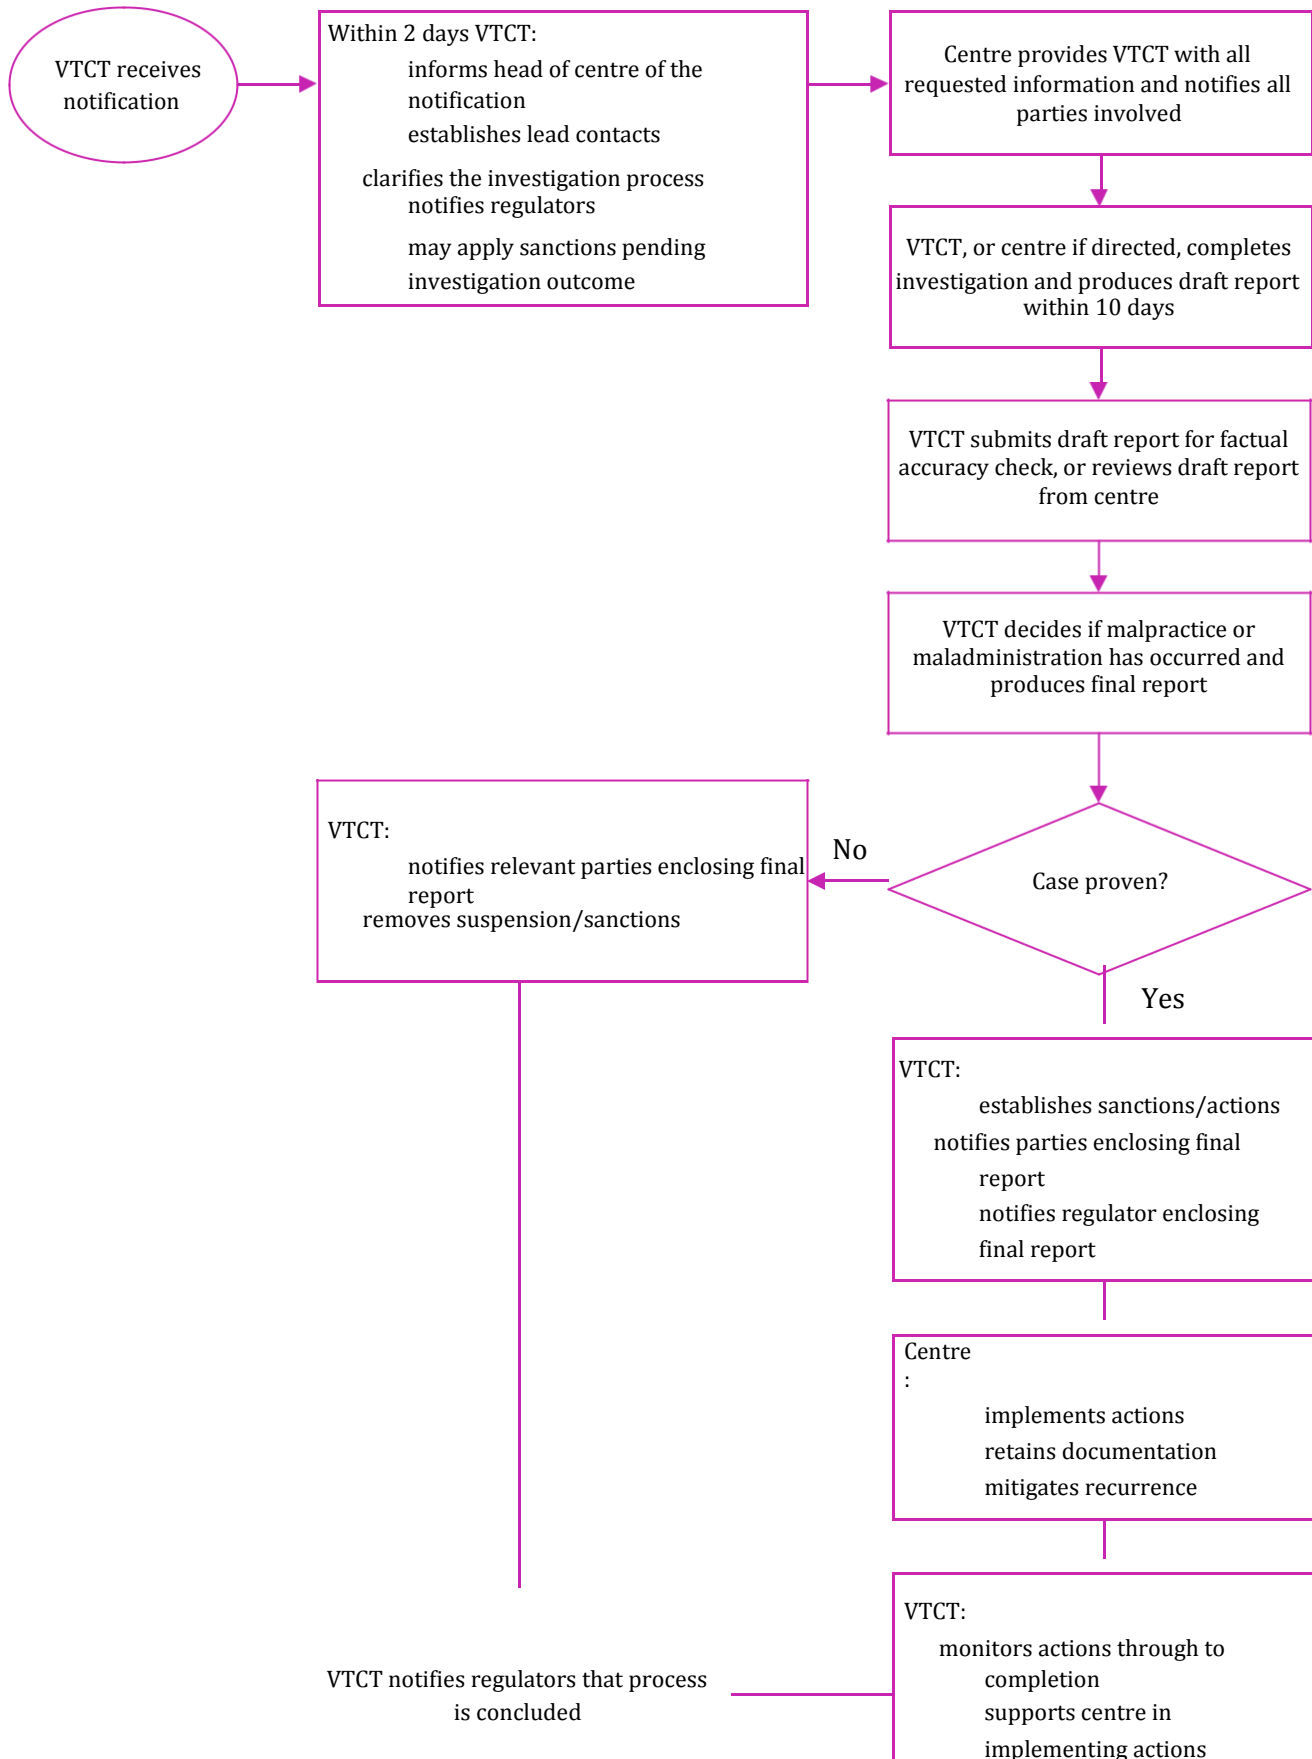 VTCT receives
notification
Within 2 days VTCT:
informs head of centre of the
notification
establishes lead contacts
clarifies the investigation process
notifies regulators
may apply sanctions pending
investigation outcome
Centre provides VTCT with all
requested information and notifies all
parties involved
VTCT, or centre if directed, completes
investigation and produces draft report
within 10 days
VTCT submits draft report for factual
accuracy check, or reviews draft report
from centre
VTCT decides if malpractice or
maladministration has occurred and
produces final report
Case proven?
No
VTCT:
notifies relevant parties enclosing final
report
removes suspension/sanctions
Yes
VTCT:
establishes sanctions/actions
notifies parties enclosing final
report
notifies regulator enclosing
final report
Centre
:
implements actions
retains documentation
mitigates recurrence
VTCT:
monitors actions through to
completion
supports centre in
implementing actions
VTCT notifies regulators that process
is concluded